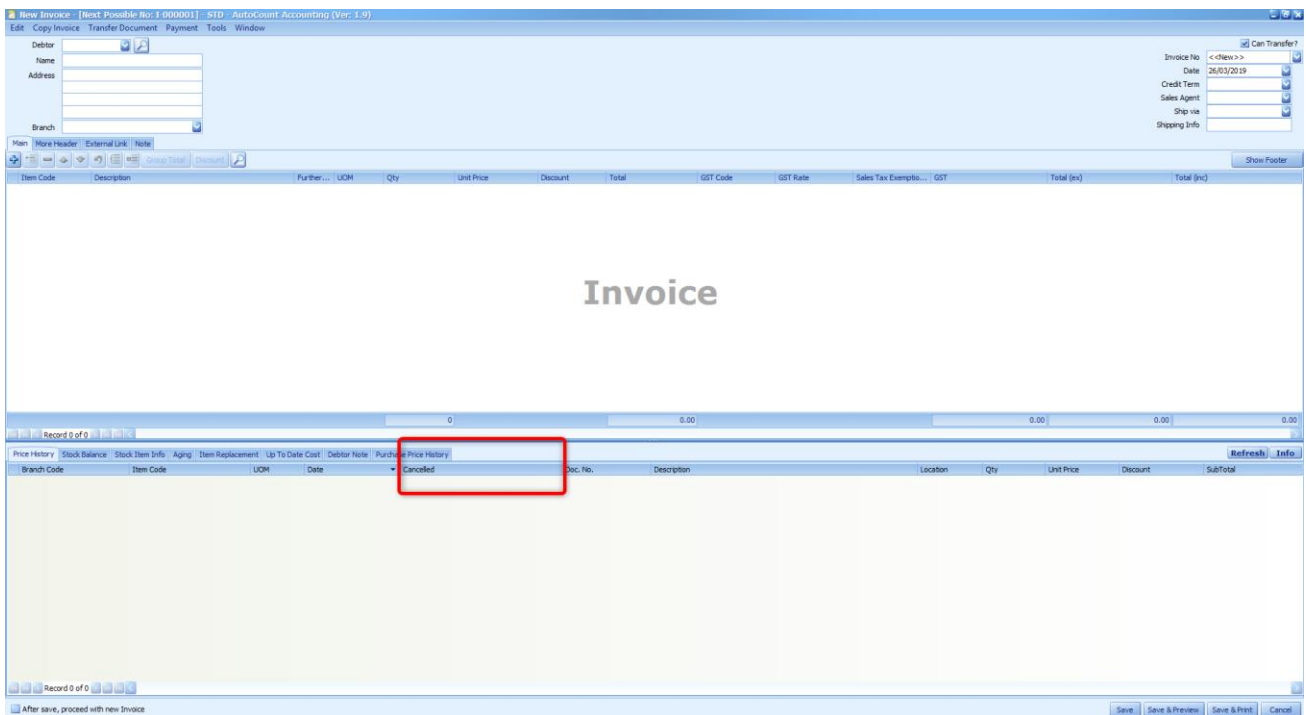 New Invoice - [Next Possible No: I-000001] - STD - AutoCount Accounting (Ver: 1.9)
Edit Copy Invoice Transfer Document Payment Tools Window
Debtor
Can Transfer?
Name
Invoice No <<New>>
Address
Date 26/03/2019
Credit Term
Sales Agent
Ship via
Branch
Shipping Info
Main More Header External Link Note
Group Total Discount
Show Footer
Item Code Description Further... UOM Qty Unit Price Discount Total GST Code GST Rate Sales Tax Exemptio... GST Total (ex) Total (inc)
Invoice
0 0.00 0.00 0.00 0.00
Record 0 of 0
Price History Stock Balance Stock Item Info Aging Item Replacement Up To Date Cost Debtor Note Purchase Price History Refresh Info
Branch Code Item Code UOM Date Cancelled Doc. No. Description Location Qty Unit Price Discount SubTotal
Record 0 of 0
After save, proceed with new Invoice
Save Save & Preview Save & Print Cancel